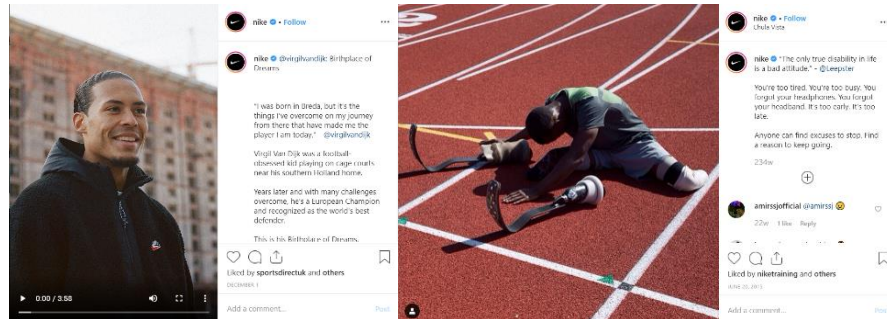 nike • Follow
nike @virgilvandijk: Birthplace of
Dreams
"I was born in Breda, but it's the
things I've overcome on my journey
from there that have made me the
player I am today." @virgilvandijk
Virgil Van Dijk was a football-
obsessed kid playing on cage courts
near his southern Holland home.
Years later and with many challenges
overcome, he's a European Champion
and recognized as the world's best
defender.
This is his Birthplace of Dreams.
Liked by sportsdirectuk and others
DECEMBER 1
Add a comment...
Post
0:00 / 3:58
nike • Follow
Chula Vista
nike "The only true disability in life
is a bad attitude." - @Leepster
You're too tired. You're too busy. You
forgot your headphones. You forgot
your headband. It's too early. It's too
late.
Anyone can find excuses to stop. Find
a reason to keep going.
234w
amirssjofficial @amirssj
22w 1 like Reply
Liked by niketraining and others
Add a comment...